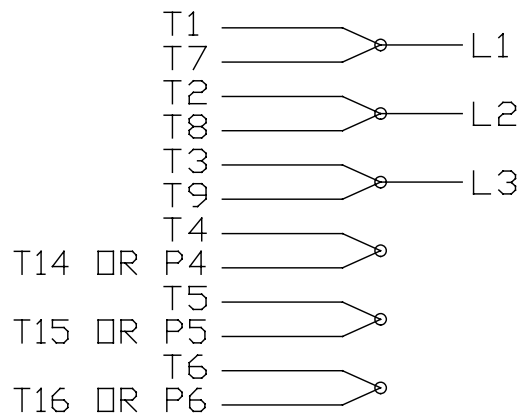 T1
T7 L1
T2
T8 L2
T3
T9 L3
T4
T14 OR P4
T5
T15 OR P5
T6
T16 OR P6